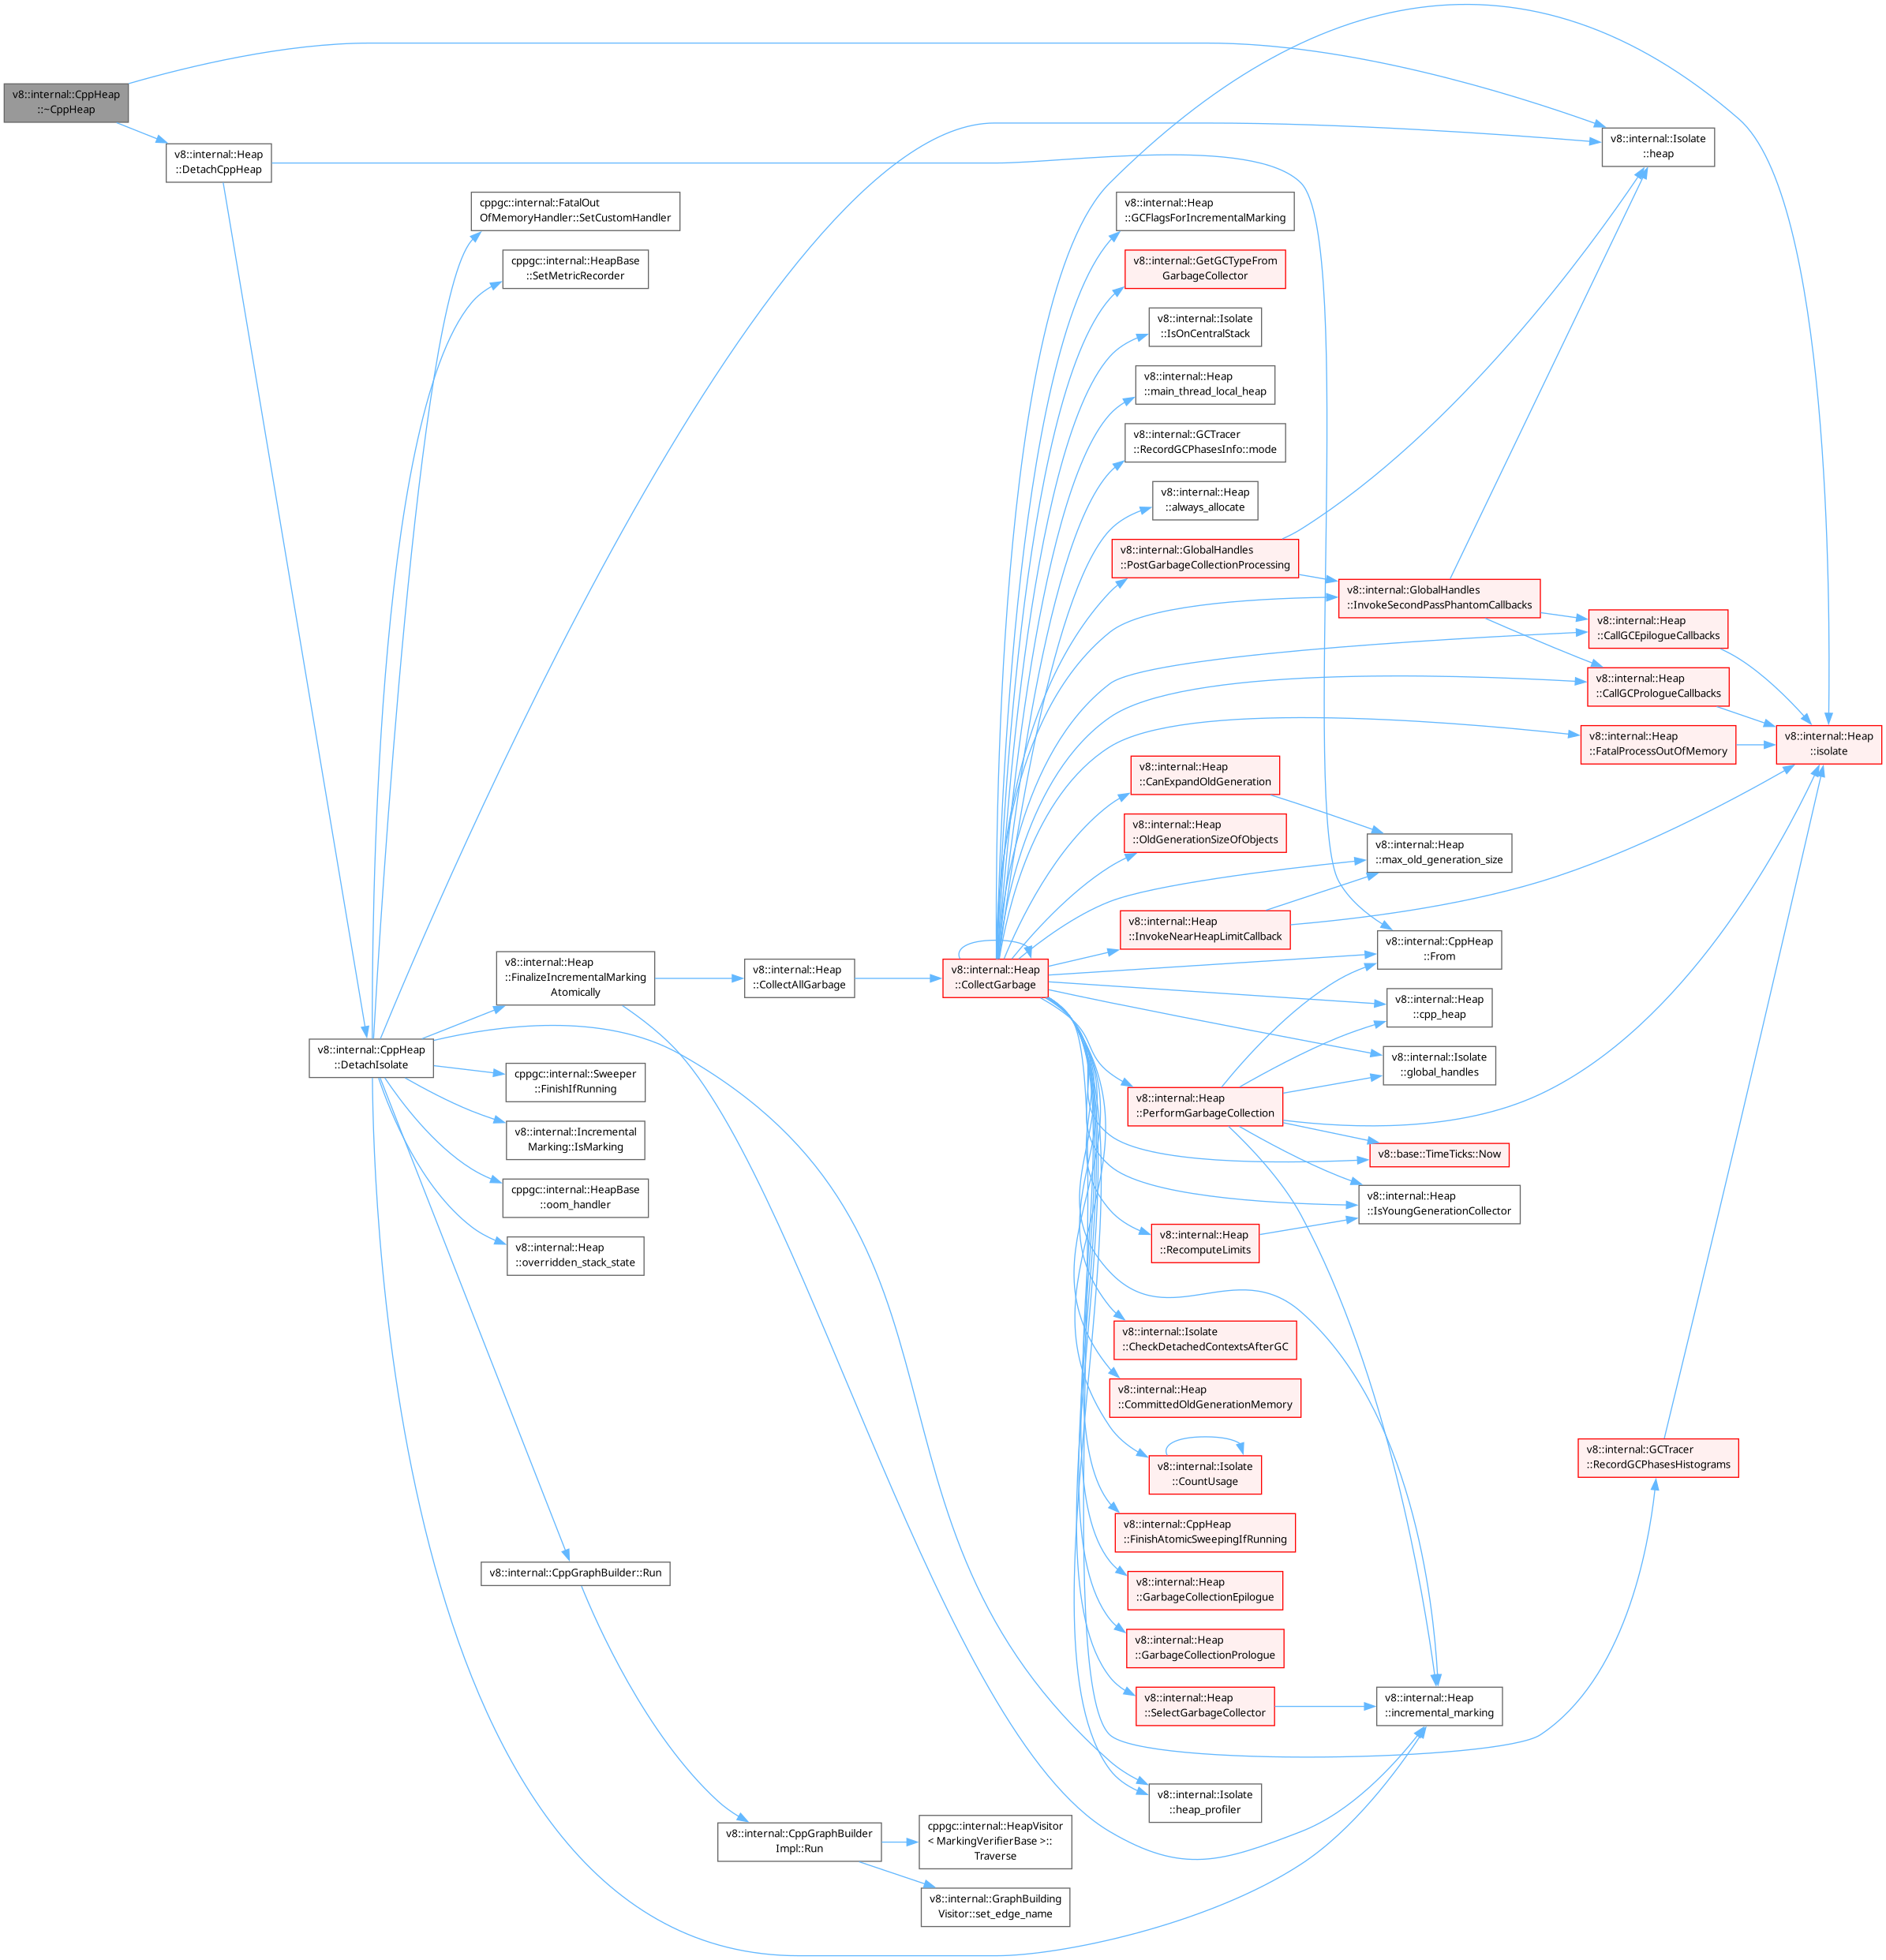 v8::internal::CppHeap
::~CppHeap
v8::internal::Heap
::DetachCppHeap
v8::internal::CppHeap
::DetachIsolate
cppgc::internal::FatalOut
OfMemoryHandler::SetCustomHandler
cppgc::internal::HeapBase
::SetMetricRecorder
v8::internal::Heap
::FinalizeIncrementalMarking
Atomically
cppgc::internal::Sweeper
::FinishIfRunning
v8::internal::Incremental
Marking::IsMarking
cppgc::internal::HeapBase
::oom_handler
v8::internal::Heap
::overridden_stack_state
v8::internal::CppGraphBuilder::Run
v8::internal::CppGraphBuilder
Impl::Run
v8::internal::Heap
::CollectAllGarbage
v8::internal::Heap
::CollectGarbage
cppgc::internal::HeapVisitor
< MarkingVerifierBase >::
Traverse
v8::internal::GraphBuilding
Visitor::set_edge_name
v8::internal::Heap
::GCFlagsForIncrementalMarking
v8::internal::GetGCTypeFrom
GarbageCollector
v8::internal::Isolate
::IsOnCentralStack
v8::internal::Heap
::main_thread_local_heap
v8::internal::GCTracer
::RecordGCPhasesInfo::mode
v8::internal::Heap
::always_allocate
v8::internal::GlobalHandles
::PostGarbageCollectionProcessing
v8::internal::Heap
::CanExpandOldGeneration
v8::internal::Heap
::OldGenerationSizeOfObjects
v8::internal::Heap
::InvokeNearHeapLimitCallback
v8::internal::Heap
::PerformGarbageCollection
v8::internal::Heap
::RecomputeLimits
v8::internal::Isolate
::CheckDetachedContextsAfterGC
v8::internal::Heap
::CommittedOldGenerationMemory
v8::internal::Isolate
::CountUsage
v8::internal::CppHeap
::FinishAtomicSweepingIfRunning
v8::internal::Heap
::GarbageCollectionEpilogue
v8::internal::Heap
::GarbageCollectionPrologue
v8::internal::Heap
::SelectGarbageCollector
v8::internal::Isolate
::heap_profiler
v8::internal::GlobalHandles
::InvokeSecondPassPhantomCallbacks
v8::internal::Heap
::max_old_generation_size
v8::internal::CppHeap
::From
v8::internal::Heap
::cpp_heap
v8::internal::Isolate
::global_handles
v8::base::TimeTicks::Now
v8::internal::Heap
::IsYoungGenerationCollector
v8::internal::Heap
::incremental_marking
v8::internal::Isolate
::heap
v8::internal::Heap
::CallGCEpilogueCallbacks
v8::internal::Heap
::CallGCPrologueCallbacks
v8::internal::Heap
::FatalProcessOutOfMemory
v8::internal::GCTracer
::RecordGCPhasesHistograms
v8::internal::Heap
::isolate